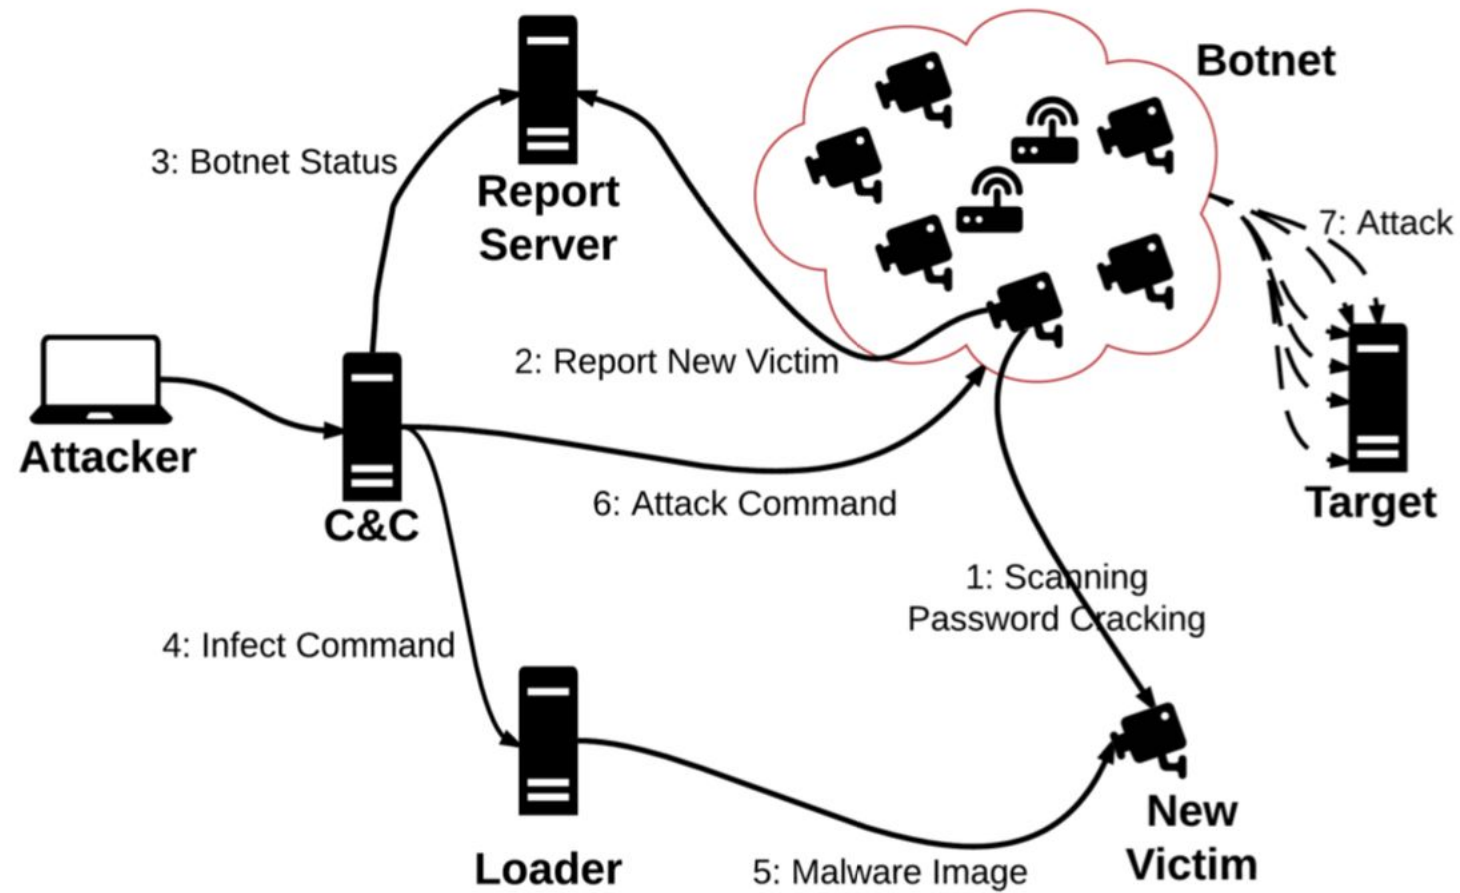 Botnet
3: Botnet Status
Report
Server
7: Attack
2: Report New Victim
Attacker
C&C
6: Attack Command
Target
1: Scanning
Password Cracking
4: Infect Command
New
Victim
Loader
5: Malware Image